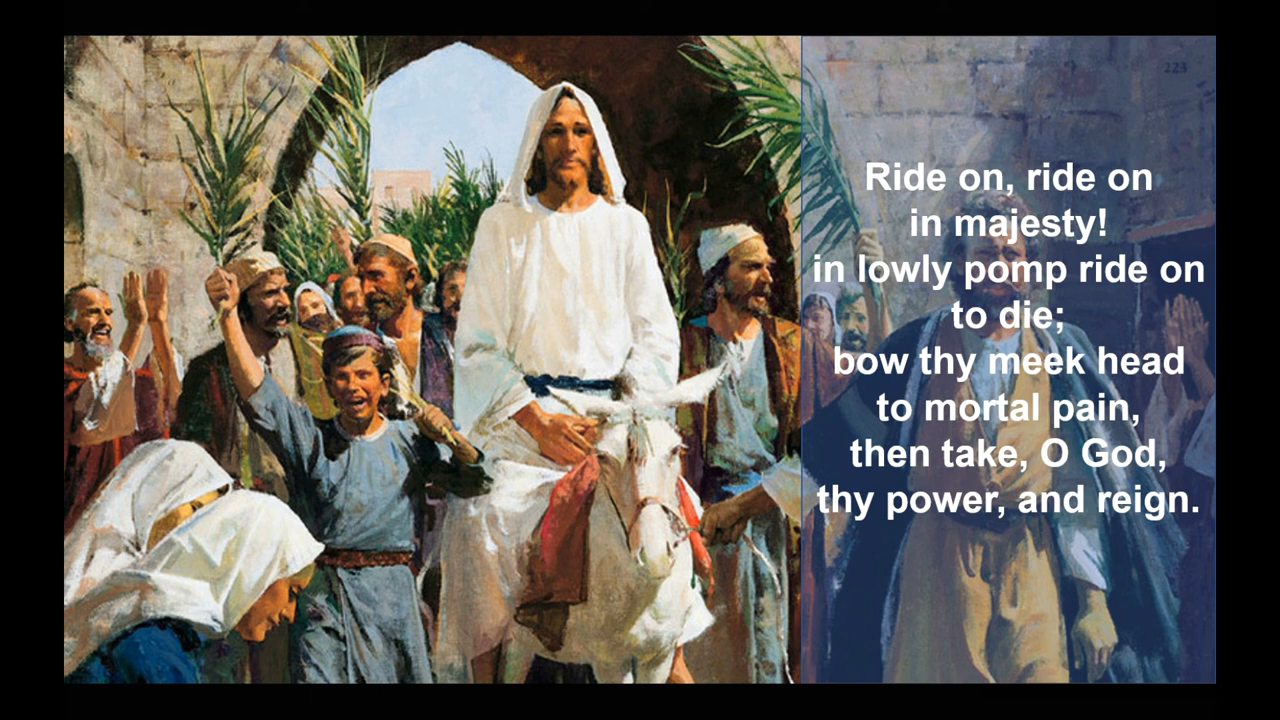 223
Ride on, ride on
in majesty!
in lowly pomp ride on
to die;
bow thy meek head
to mortal pain,
then take, O God,
thy power, and reign.